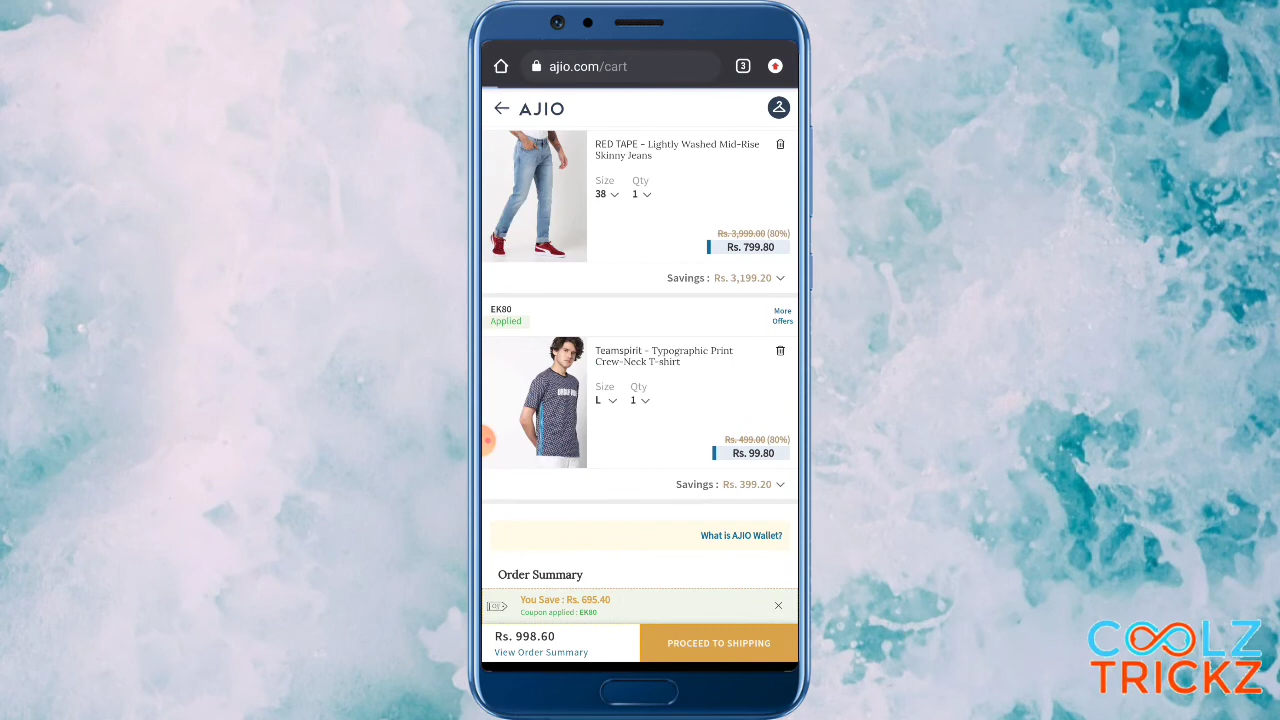 ajio.com/cart
3
AJIO
RED TAPE - Lightly Washed Mid-Rise
Skinny Jeans
Size Qty
38 1
Rs. 3,999.00 (80%)
Rs. 799.80
Savings : Rs. 3,199.20
EK80
Applied
More
Offers
Teamspirit - Typographic Print
Crew-Neck T-shirt
Size Qty
L 1
Rs. 499.00 (80%)
Rs. 99.80
Savings : Rs. 399.20
What is AJIO Wallet?
Order Summary
You Save : Rs. 695.40
Coupon applied : EK80
Rs. 998.60
View Order Summary
PROCEED TO SHIPPING
COOLZ
TRICKZ